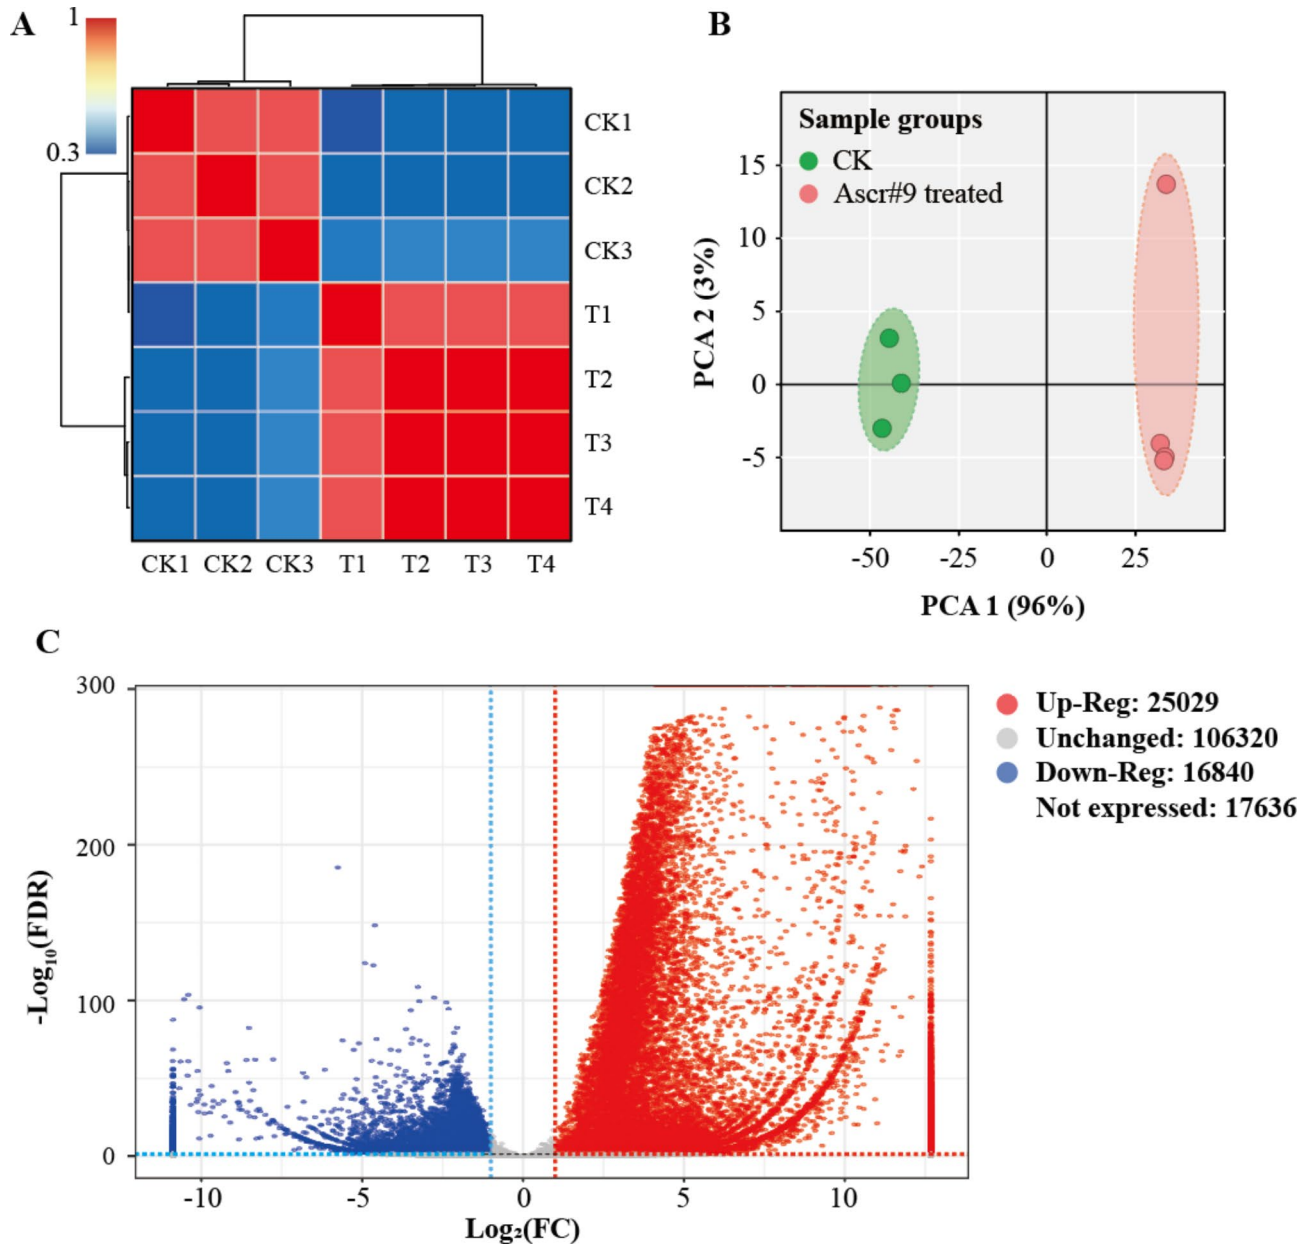 A
1
0.3
CK1
CK2
CK3
T1
T2
T3
T4
CK1 CK2 CK3 T1 T2 T3 T4
B
Sample groups
CK
Ascr#9 treated
15
10
5
0
-5
PCA 2 (3%)
-50 -25 0 25
PCA 1 (96%)
C
300
200
100
0
-Log₁₀(FDR)
-10 -5 0 5 10
Log₂(FC)
Up-Reg: 25029
Unchanged: 106320
Down-Reg: 16840
Not expressed: 17636